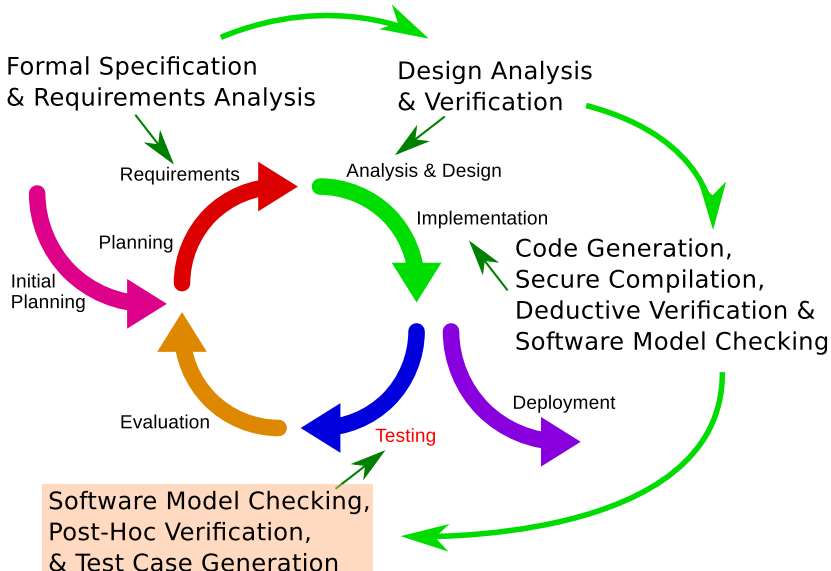 Formal Specification
& Requirements Analysis
Design Analysis
& Verification
Requirements
Analysis & Design
Planning
Implementation
Initial
Planning
Code Generation,
Secure Compilation,
Deductive Verification &
Software Model Checking
Evaluation
Testing
Deployment
Software Model Checking,
Post-Hoc Verification,
& Test Case Generation